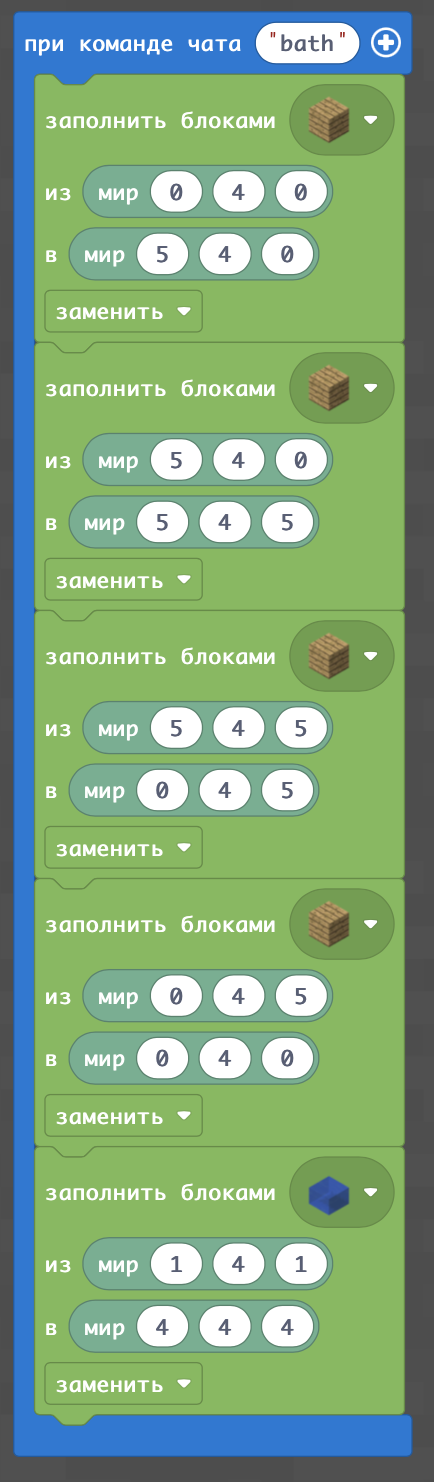 при команде чата "bath"
заполнить блоками
из мир 0 4 0
в мир 5 4 0
заменить
заполнить блоками
из мир 5 4 0
в мир 5 4 5
заменить
заполнить блоками
из мир 5 4 5
в мир 0 4 5
заменить
заполнить блоками
из мир 0 4 5
в мир 0 4 0
заменить
заполнить блоками
из мир 1 4 1
в мир 4 4 4
заменить